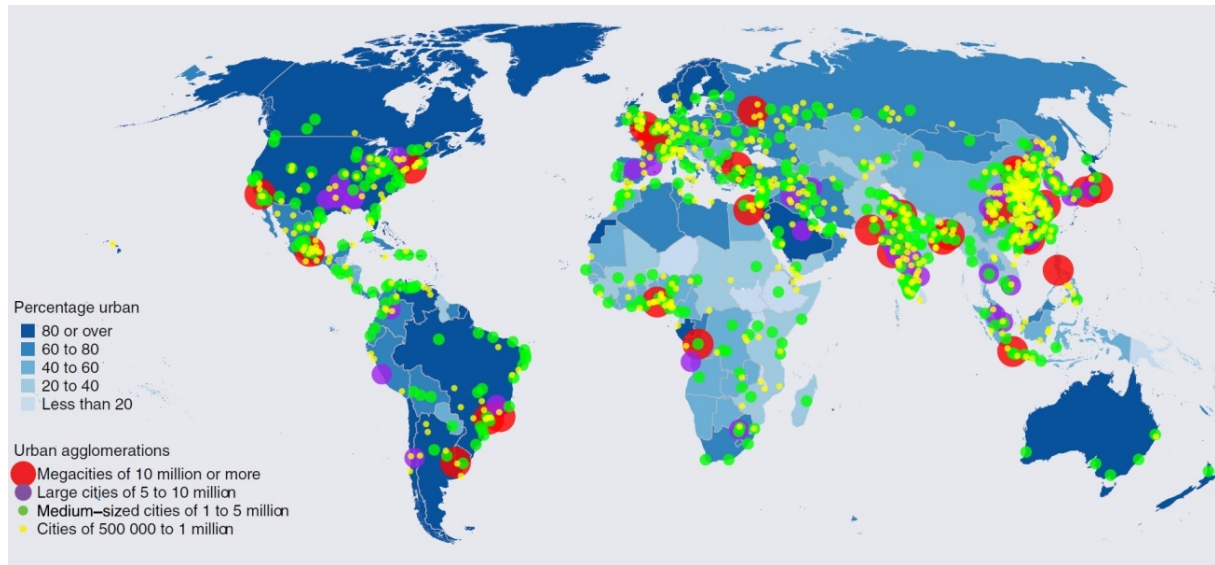 Percentage urban
80 or over
60 to 80
40 to 60
20 to 40
Less than 20
Urban agglomerations
Megacities of 10 million or more
Large cities of 5 to 10 million
Medium-sized cities of 1 to 5 million
Cities of 500 000 to 1 million